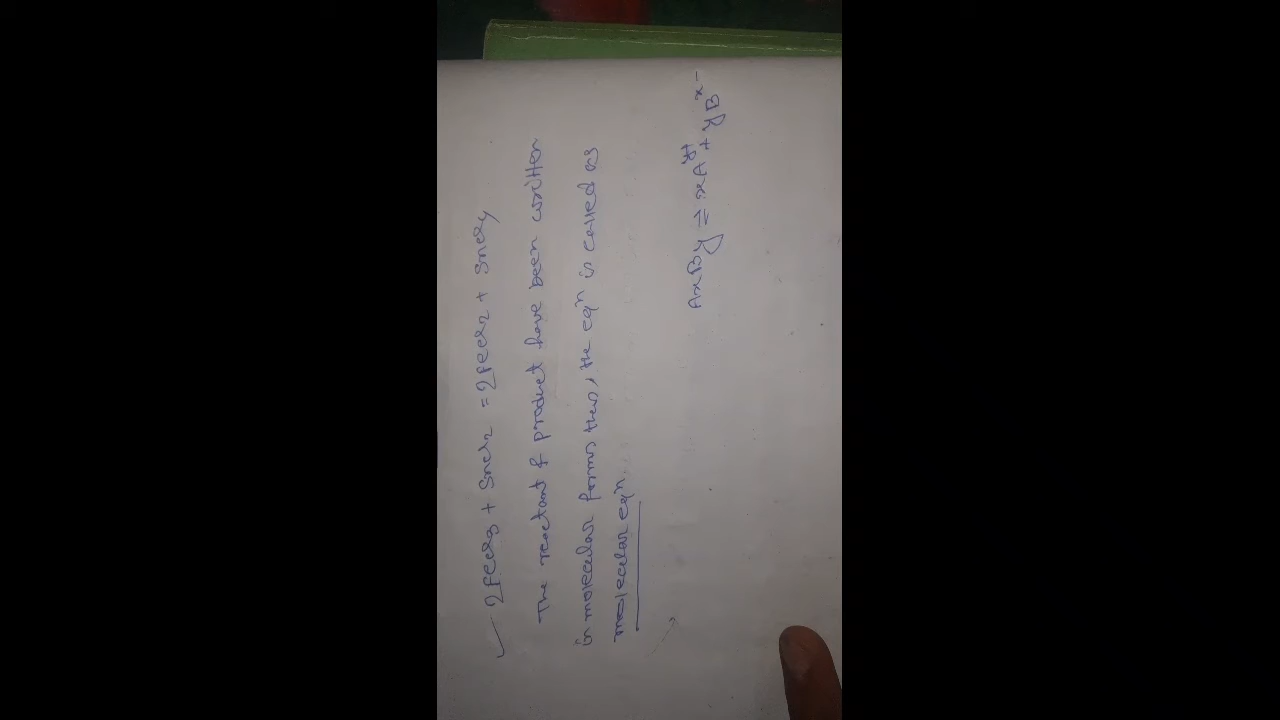 2FeCl3 + SnCl2 = 2FeCl2 + SnCl4
The reactant & product have been written
in molecular forms thus, the eqn is called as
molecular eqn.
AxBy ⇌ xA^y+ + yB^x-